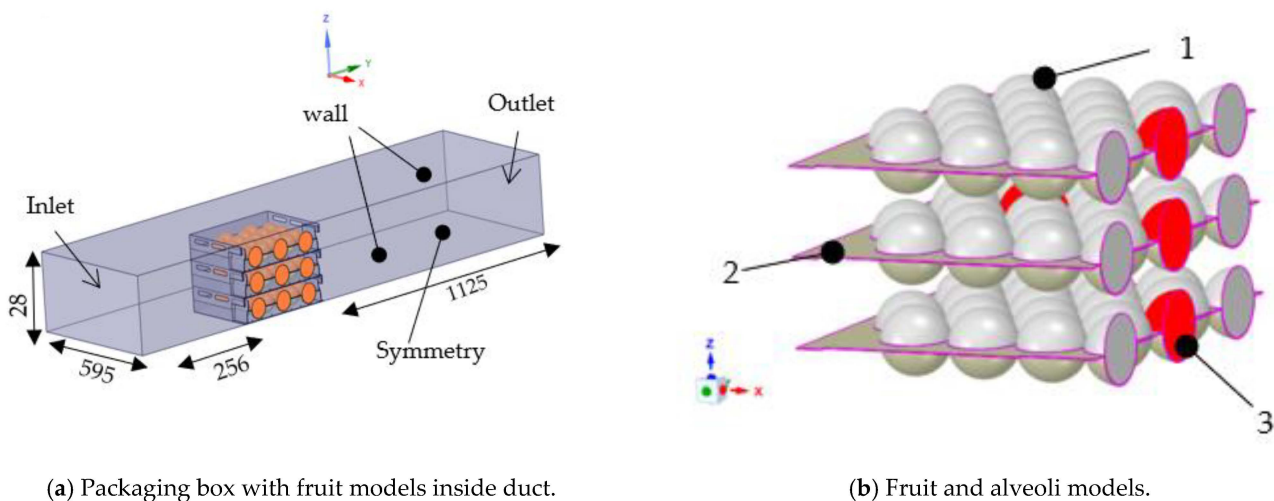 Z
Y
X
wall
Outlet
Inlet
28
595
256
1125
Symmetry
1
2
3
Z
X
(a) Packaging box with fruit models inside duct.
(b) Fruit and alveoli models.